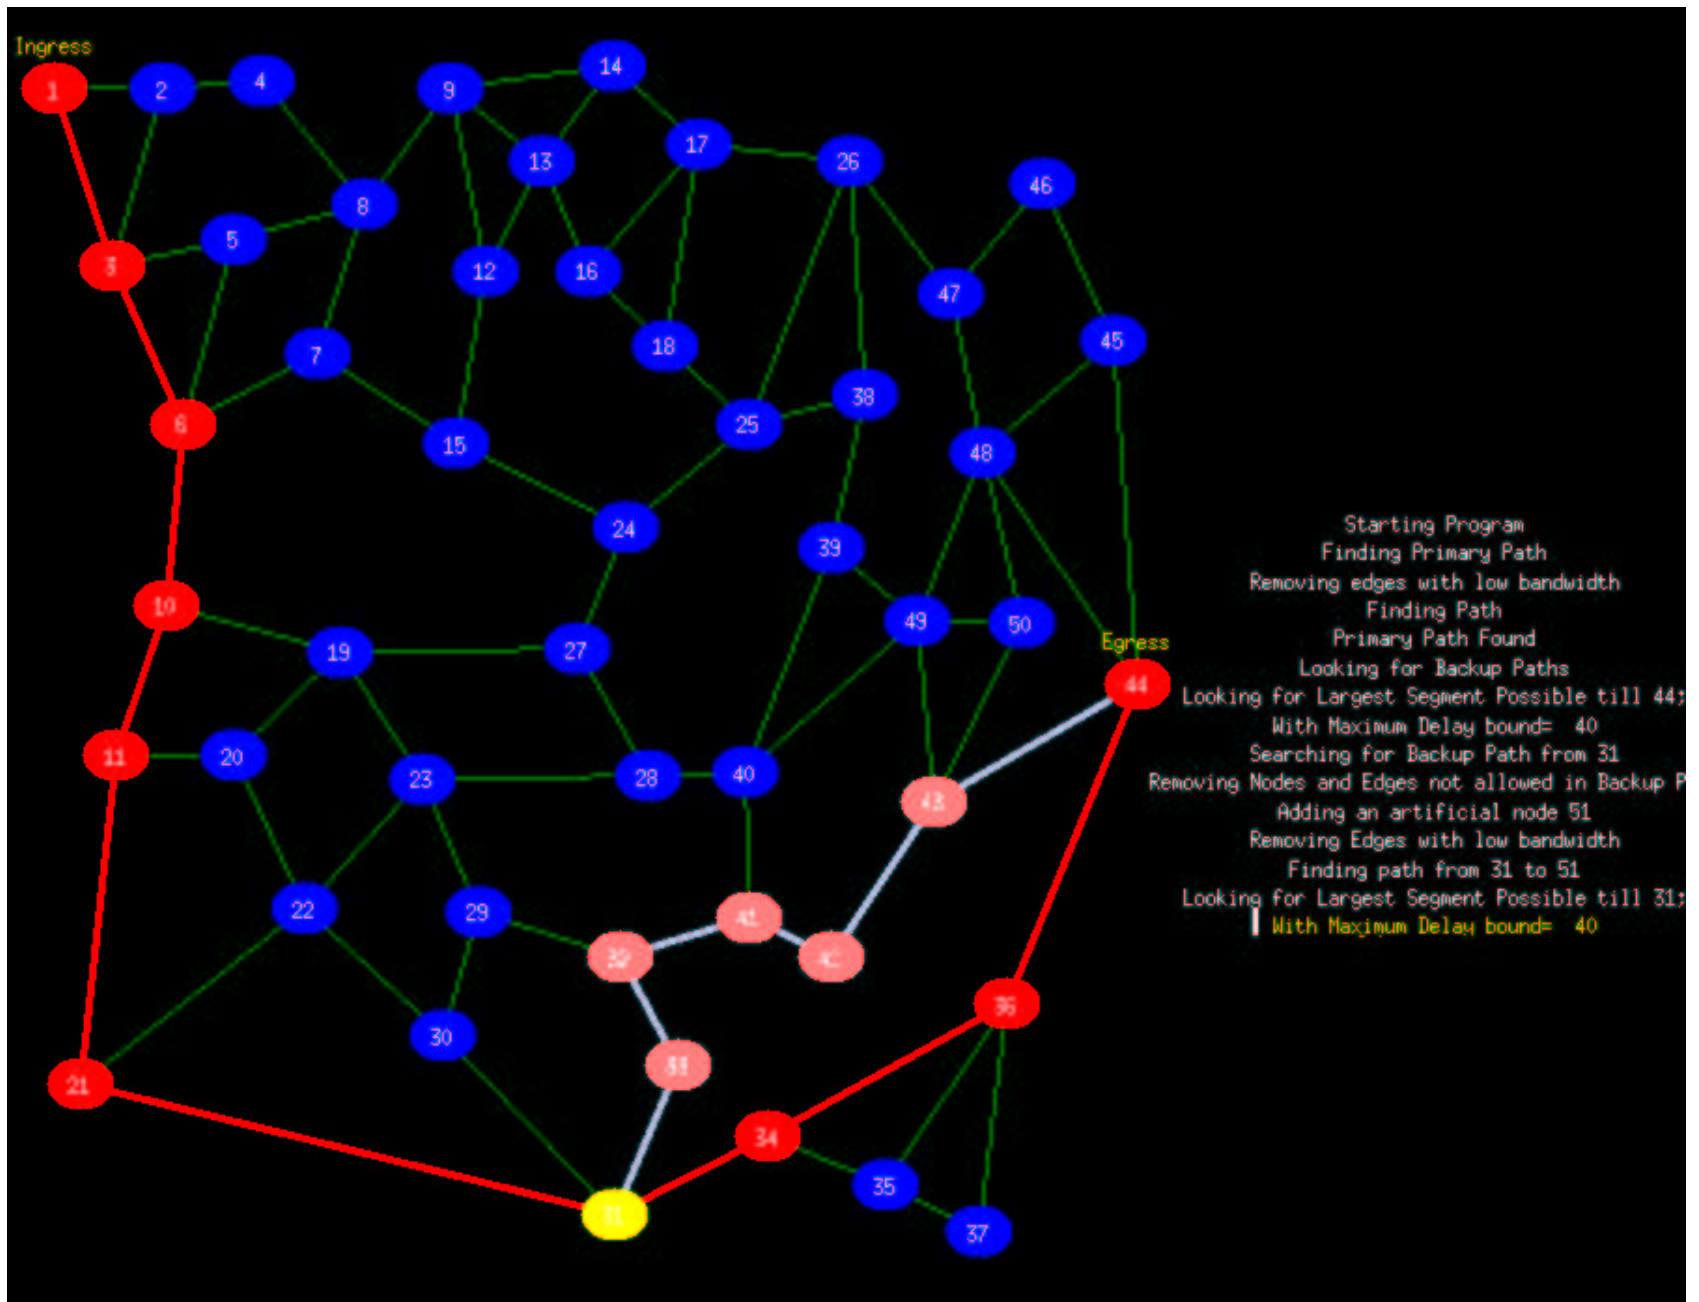 Ingress
1
2
4
9
14
17
13
26
46
8
5
3
12
16
47
45
7
18
38
6
15
25
48
24
39
10
49
50
19
27
Egress
44
11
20
23
28
40
43
22
29
41
30
36
21
34
35
37
31
Starting Program
Finding Primary Path
Removing edges with low bandwidth
Finding Path
Primary Path Found
Looking for Backup Paths
Looking for Largest Segment Possible till 44;
With Maximum Delay bound= 40
Searching for Backup Path from 31
Removing Nodes and Edges not allowed in Backup P
Adding an artificial node 51
Removing Edges with low bandwidth
Finding path from 31 to 51
Looking for Largest Segment Possible till 31;
With Maximum Delay bound= 40